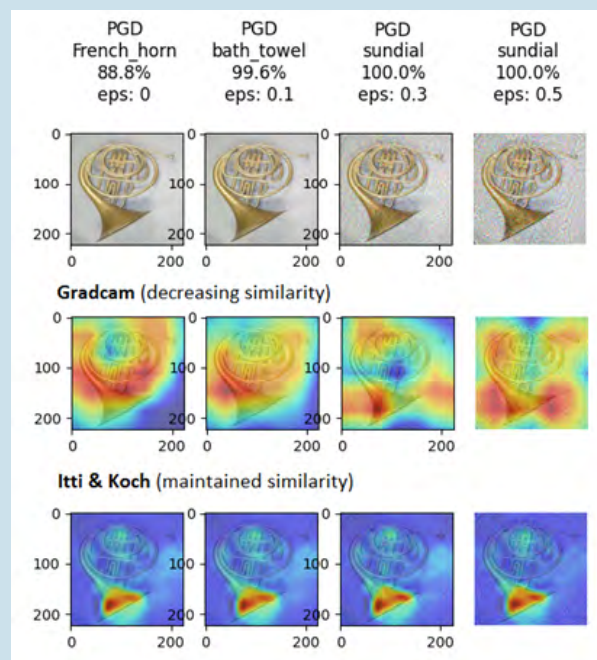 PGD PGD PGD PGD
French_horn bath_towel sundial sundial
88.8% 99.6% 100.0% 100.0%
eps: 0 eps: 0.1 eps: 0.3 eps: 0.5
0 0 0
100 100 100
200 200 200
0 200 0 200 0 200
Gradcam (decreasing similarity)
0 0 0
100 100 100
200 200 200
0 200 0 200 0 200
Itti & Koch (maintained similarity)
0 0 0
100 100 100
200 200 200
0 200 0 200 0 200